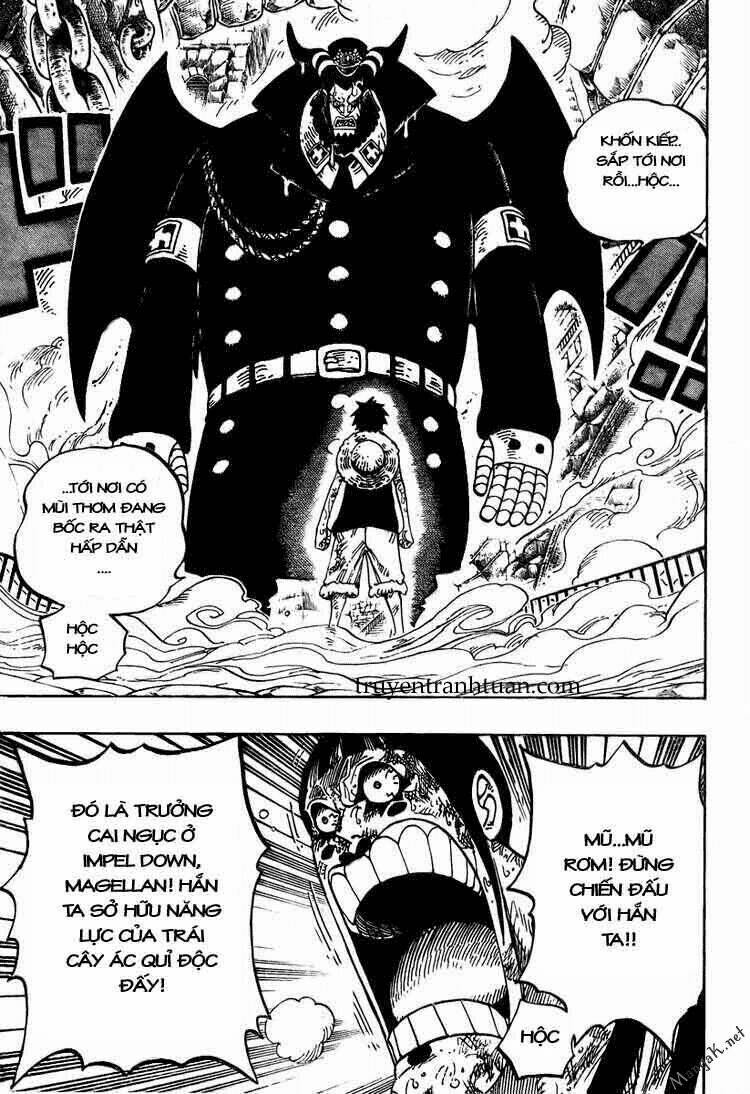 KHỐN KIẾP..
SẮP TỚI NƠI
RỒI...HỘC...
...TỚI NƠI CÓ
MÙI THƠM ĐANG
BỐC RA THẬT
HẤP DẪN
....
HỘC
HỘC
truyentranhtuan.com
MŨ...MŨ
RƠM! ĐỪNG
CHIẾN ĐẤU
VỚI HẮN
TA!!
ĐÓ LÀ TRƯỞNG
CAI NGỤC Ở
IMPEL DOWN,
MAGELLAN! HẮN
TA SỞ HỮU NĂNG
LỰC CỦA TRÁI
CÂY ÁC QUỈ ĐỘC
ĐẤY!
HỘC
MangaK.net